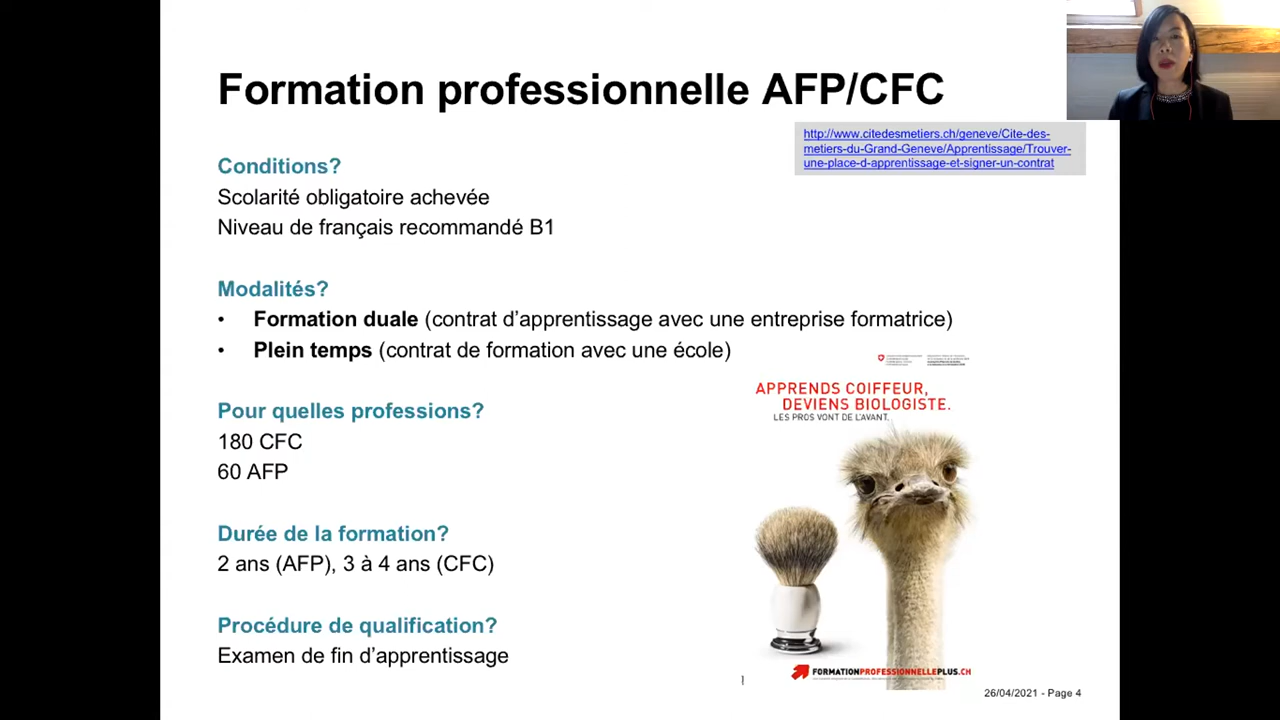 Formation professionnelle AFP/CFC
http://www.citedesmetiers.ch/geneve/Cite-des-
metiers-du-Grand-Geneve/Apprentissage/Trouver-
une-place-d-apprentissage-et-signer-un-contrat
Conditions?
Scolarité obligatoire achevée
Niveau de français recommandé B1
Modalités?
• Formation duale (contrat d’apprentissage avec une entreprise formatrice)
• Plein temps (contrat de formation avec une école)
Pour quelles professions?
180 CFC
60 AFP
Durée de la formation?
2 ans (AFP), 3 à 4 ans (CFC)
Procédure de qualification?
Examen de fin d’apprentissage
APPRENDS COIFFEUR,
DEVIENS BIOLOGISTE.
LES PROS VONT DE L’AVANT.
FORMATIONPROFESSIONNELLEPLUS.CH
26/04/2021 - Page 4